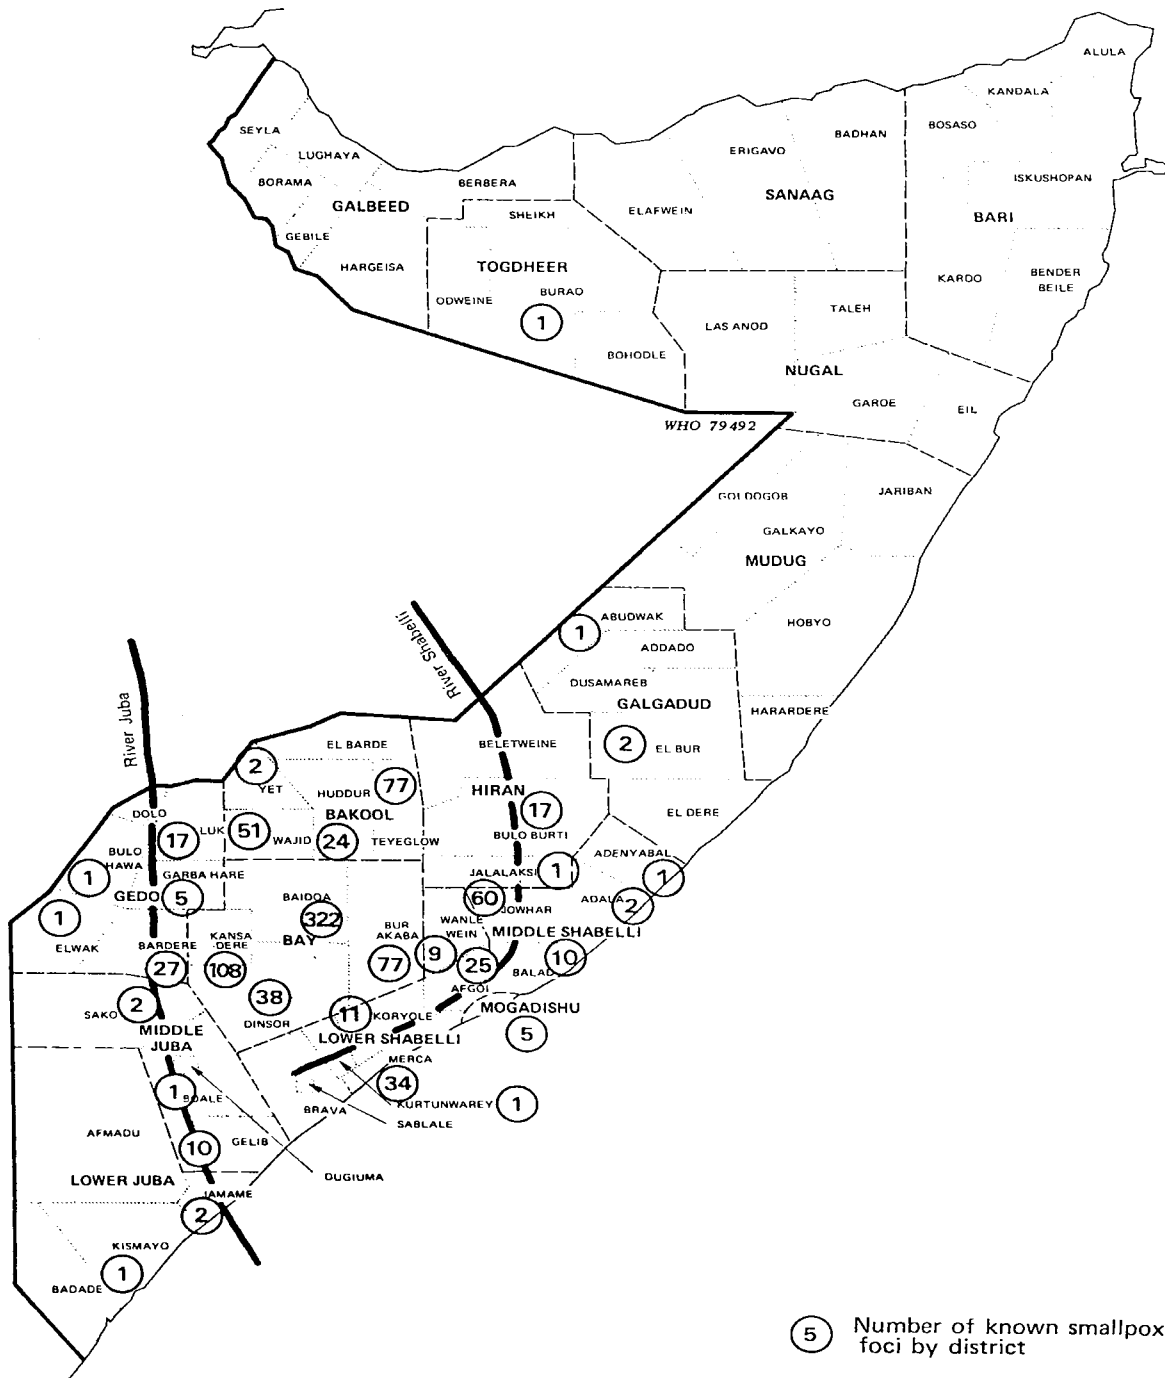 ALULA
KANDALA
BOSASO
BADHAN
SEYLA
ERIGAVO
LUGHAYA
ISKUSHOPAN
BORAMA
BERBERA
SANAAG
GALBEED
ELAFWEIN
SHEIKH
BARI
GEBILE
HARGEISA
TOGDHEER
KARDO
BENDER
BEILE
BURAO
ODWEINE
TALEH
1
LAS ANOD
BOHODLE
NUGAL
GAROE
EIL
WHO 79492
GOLDOGOB
JARIBAN
GALKAYO
MUDUG
River Shabelli
ABUDWAK
1
HOBYO
ADDADO
DUSAMAREB
River Juba
GALGADUD
HARARDERE
EL BARDE
BELETWEINE
2
EL BUR
2
YET
HUDDUR
77
HIRAN
DOLO
BAKOOL
17
EL DERE
17
LUK
51
WAJID
24
TEYEGLOW
BULO BURTI
BULO
HAWA
ADENYABAL
1
GARBA HARE
JALALAKSI
1
1
GEDO
5
BAIDOA
60
ADALA
2
1
322
JOWHAR
ELWAK
KANSA
DERE
BAY
BUR
AKABA
WANLE
WEIN
MIDDLE SHABELLI
BARDERE
27
108
77
9
25
BALAD
10
38
AFGOI
2
SAKO
DINSOR
11
KORYOLE
MOGADISHU
MIDDLE
JUBA
LOWER SHABELLI
5
MERCA
1
BOALE
34
BRAVA
KURTUNWAREY
1
SABLALE
AFMADU
10
GELIB
LOWER JUBA
DUGIUMA
JAMAME
2
KISMAYO
1
BADADE
5 Number of known smallpox
foci by district